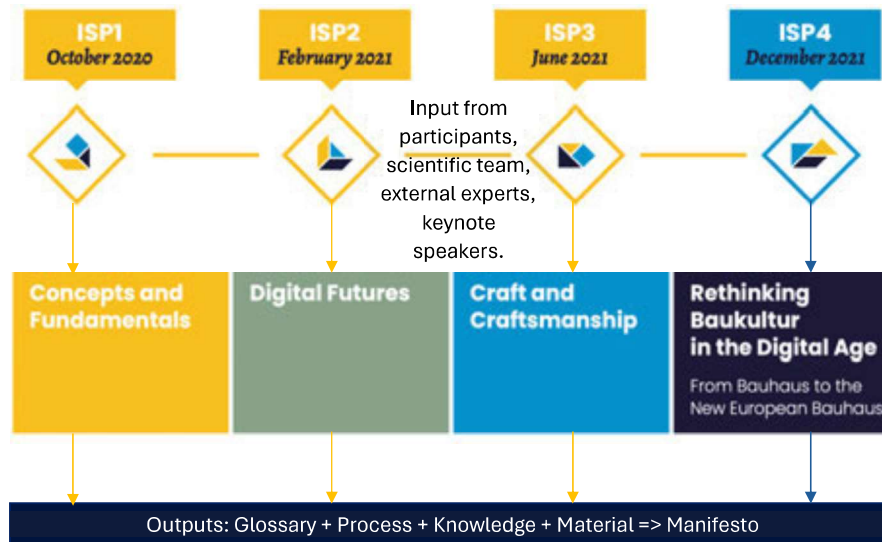 ISP1
October 2020
ISP2
February 2021
ISP3
June 2021
ISP4
December 2021
Input from
participants,
scientific team,
external experts,
keynote
speakers.
Concepts and
Fundamentals
Digital Futures
Craft and
Craftsmanship
Rethinking
Baukultur
in the Digital Age
From Bauhaus to the
New European Bauhaus
Outputs: Glossary + Process + Knowledge + Material => Manifesto